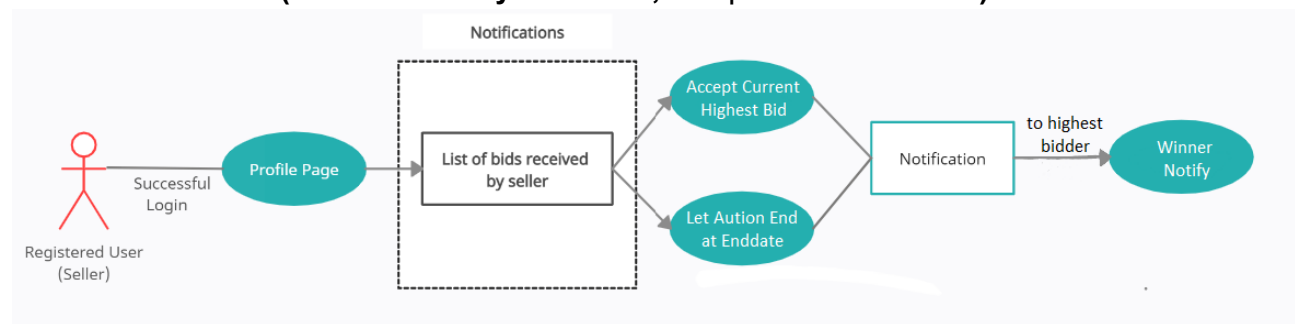 Notifications
Accept Current
Highest Bid
to highest
bidder
List of bids received
by seller
Profile Page
Notification
Winner
Notify
Successful
Login
Let Aution End
at Enddate
Registered User
(Seller)